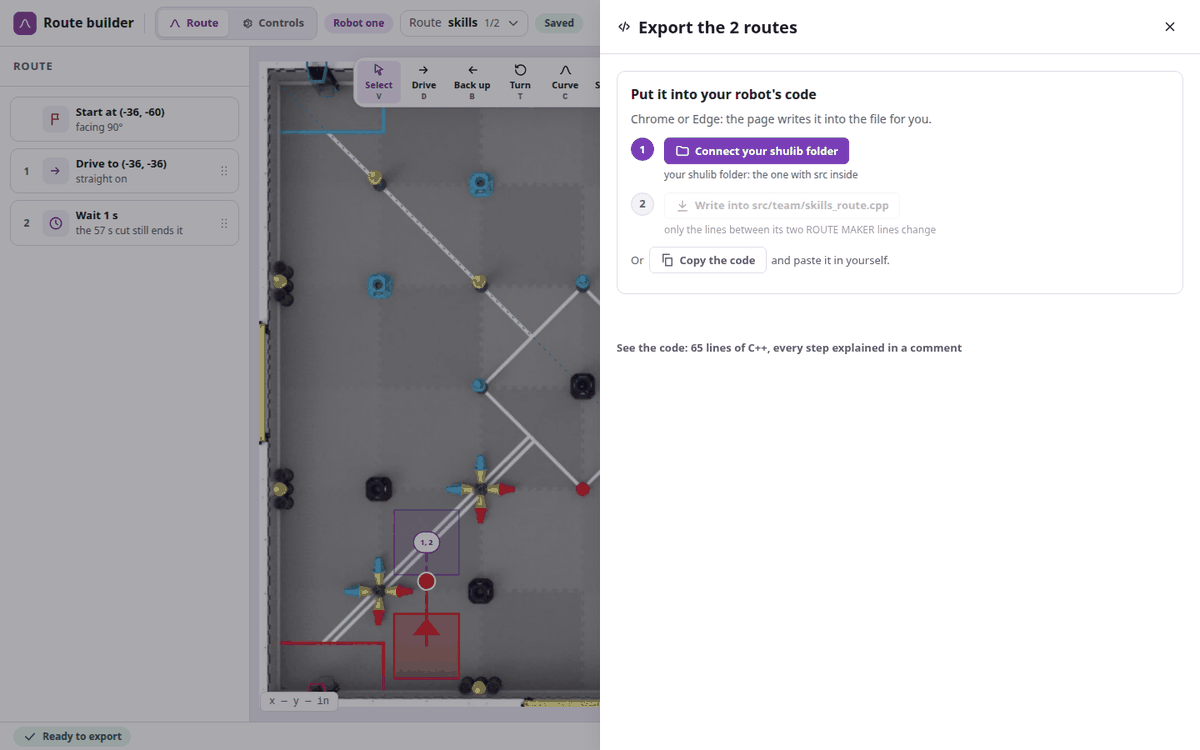 Route builder
Route
Controls
Robot one
Route skills 1/2
Saved
ROUTE
Start at (-36, -60)
facing 90°
1
Drive to (-36, -36)
straight on
2
Wait 1 s
the 57 s cut still ends it
Select
V
Drive
D
Back up
B
Turn
T
Curve
C
S
1, 2
x — y — in
Ready to export
Export the 2 routes
Put it into your robot's code
Chrome or Edge: the page writes it into the file for you.
1
Connect your shulib folder
your shulib folder: the one with src inside
2
Write into src/team/skills_route.cpp
only the lines between its two ROUTE MAKER lines change
Or Copy the code and paste it in yourself.
See the code: 65 lines of C++, every step explained in a comment